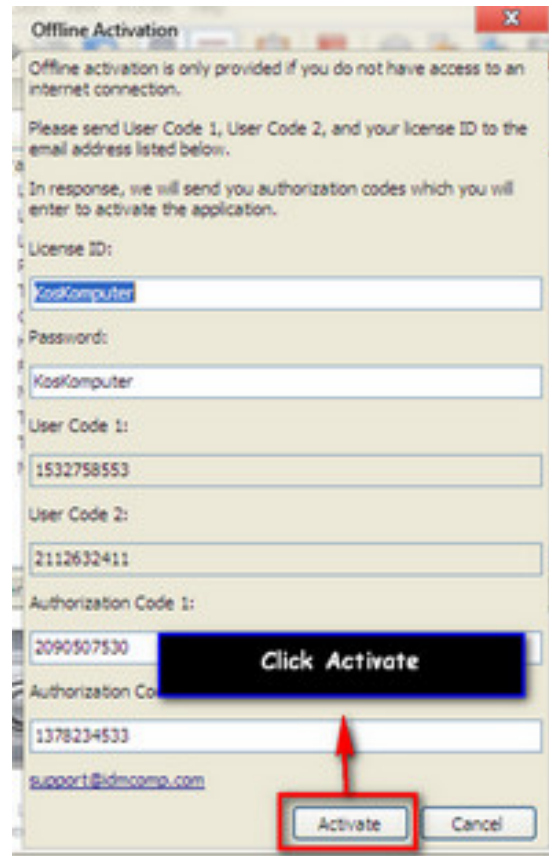 Offline Activation
Offline activation is only provided if you do not have access to an
internet connection.
Please send User Code 1, User Code 2, and your license ID to the
email address listed below.
In response, we will send you authorization codes which you will
enter to activate the application.
License ID:
KosKomputer
Password:
KosKomputer
User Code 1:
1532758553
User Code 2:
2112632411
Authorization Code 1:
2090507530
Click Activate
Authorization Co
1378234533
support@idmcomp.com
Activate
Cancel